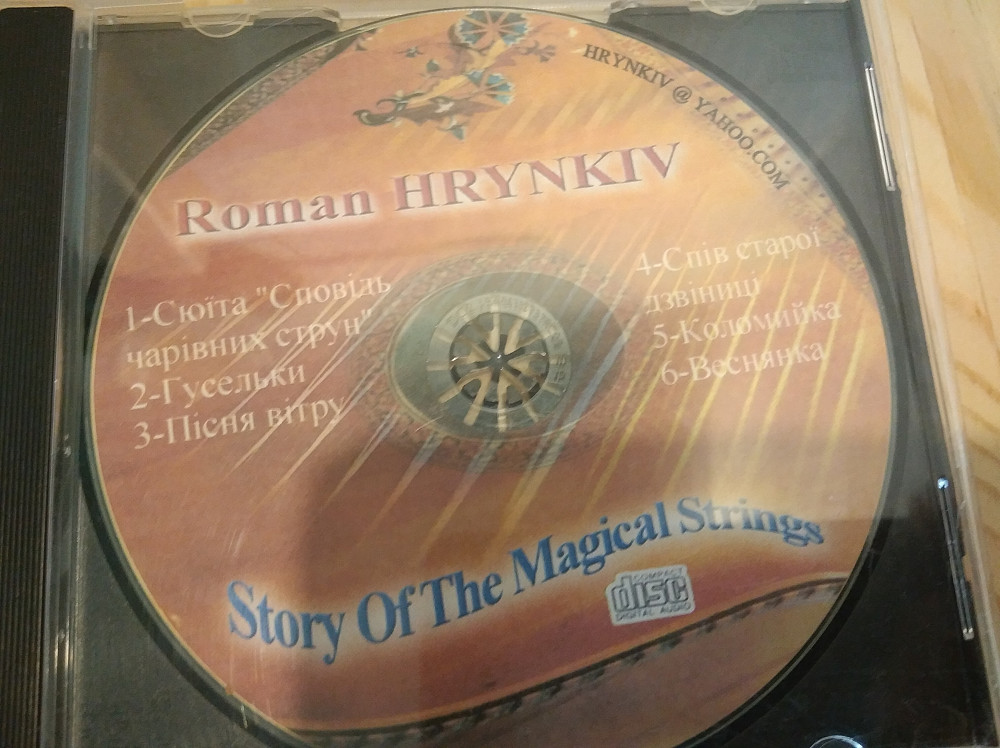 HRYNKIV @ YAHOO.COM
Roman HRYNKIV
1-Сюїта "Сповідь
чарівних струн"
2-Гусельки
3-Пісня вітру
4-Спів старої
дзвіниці
5-Коломийка
6-Веснянка
Story Of The Magical Strings
COMPACT
disc
DIGITAL AUDIO